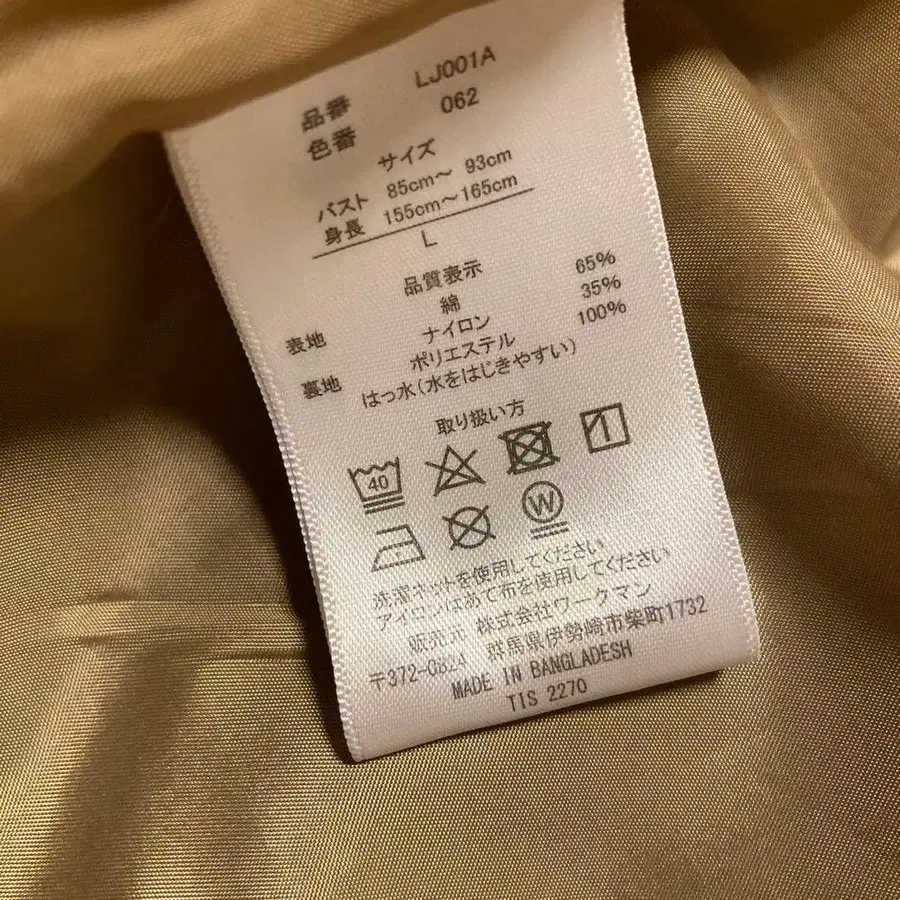 品番 LJ001A
色番 062
サイズ
バスト 85cm～ 93cm
身長 155cm～165cm
L
品質表示
表地 綿 65%
ナイロン 35%
裏地 ポリエステル 100%
はっ水(水をはじきやすい)
取り扱い方
40
W
洗濯ネットを使用してください
アイロンはあて布を使用してください
販売元 株式会社ワークマン
〒372-0824 群馬県伊勢崎市柴町1732
MADE IN BANGLADESH
TIS 2270